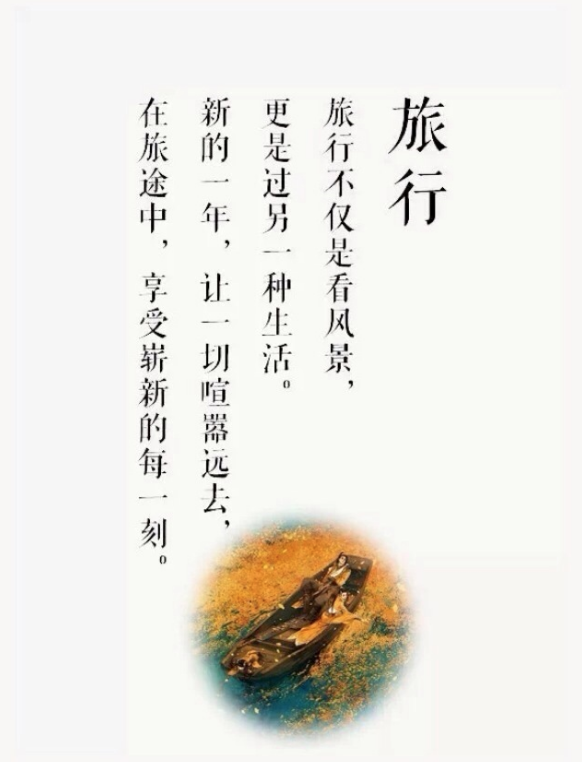 旅行
旅行不仅是看风景，
更是过另一种生活。
新的一年，让一切喧嚣远去，
在旅途中，享受崭新的每一刻。